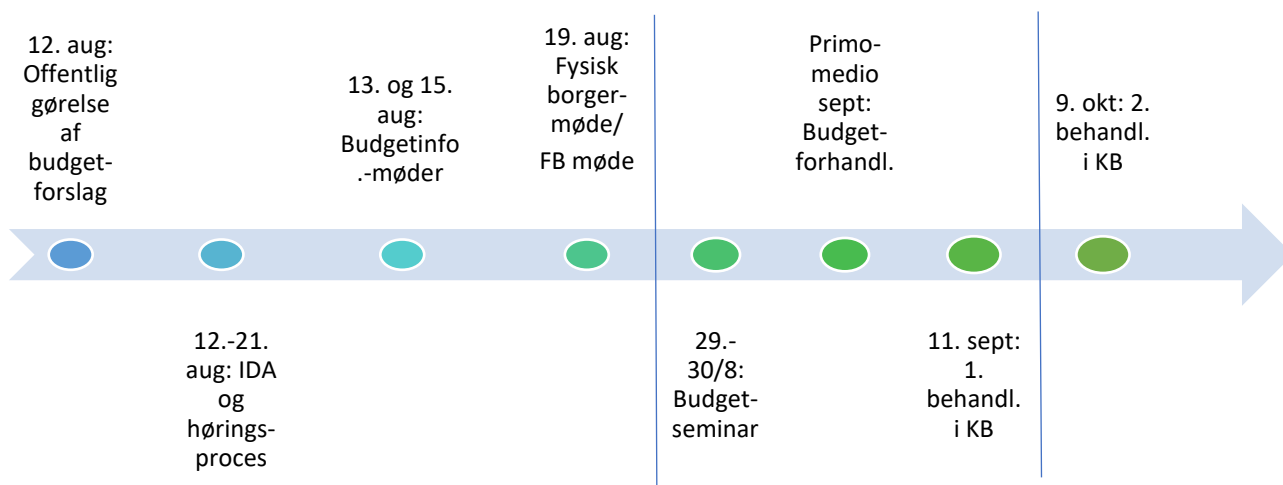 12. aug:
Offentlig
gørelse
af
budget-
forslag
12.-21.
aug: IDA
og
hørings-
proces
13. og 15.
aug:
Budgetinfo
.-møder
19. aug:
Fysisk
borger-
møde/
FB møde
29.-
30/8:
Budget-
seminar
Primo-
medio
sept:
Budget-
forhandl.
11. sept:
1.
behandl.
i KB
9. okt: 2.
behandl.
i KB